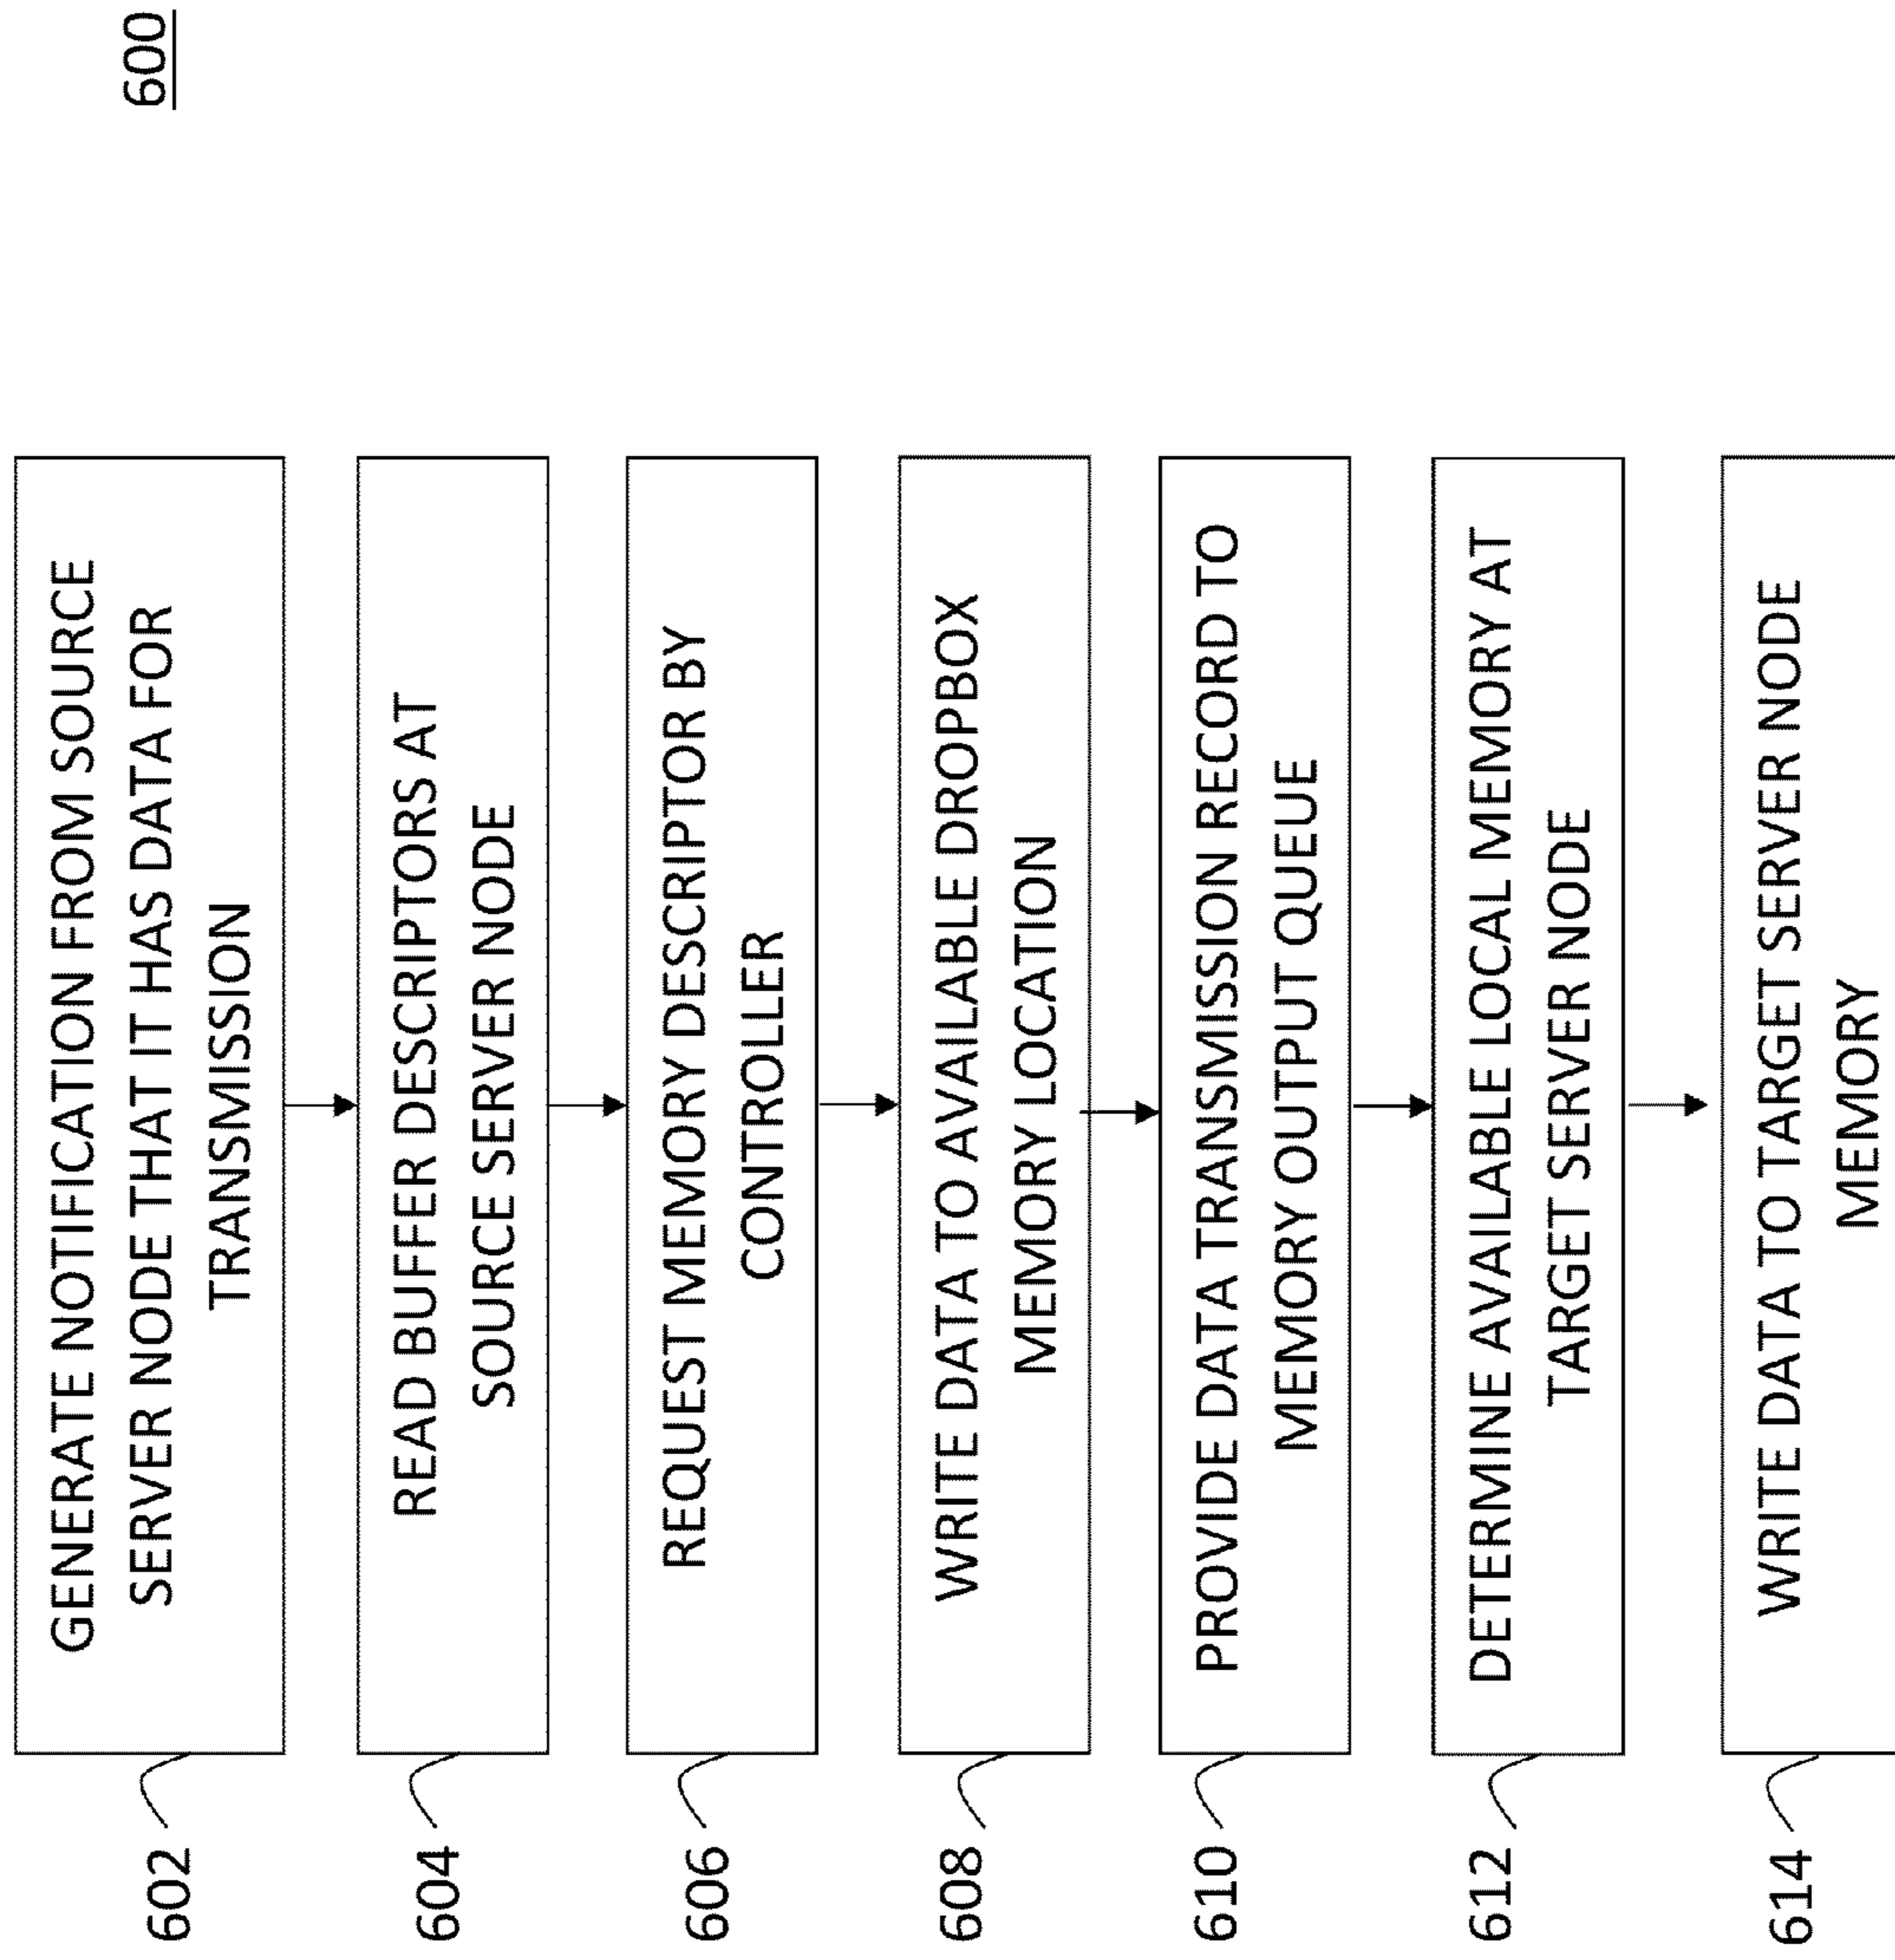 600
602
GENERATE NOTIFICATION FROM SOURCE
SERVER NODE THAT IT HAS DATA FOR
TRANSMISSION
604
READ BUFFER DESCRIPTORS AT
SOURCE SERVER NODE
606
REQUEST MEMORY DESCRIPTOR BY
CONTROLLER
608
WRITE DATA TO AVAILABLE DROPBOX
MEMORY LOCATION
610
PROVIDE DATA TRANSMISSION RECORD TO
MEMORY OUTPUT QUEUE
612
DETERMINE AVAILABLE LOCAL MEMORY AT
TARGET SERVER NODE
614
WRITE DATA TO TARGET SERVER NODE
MEMORY